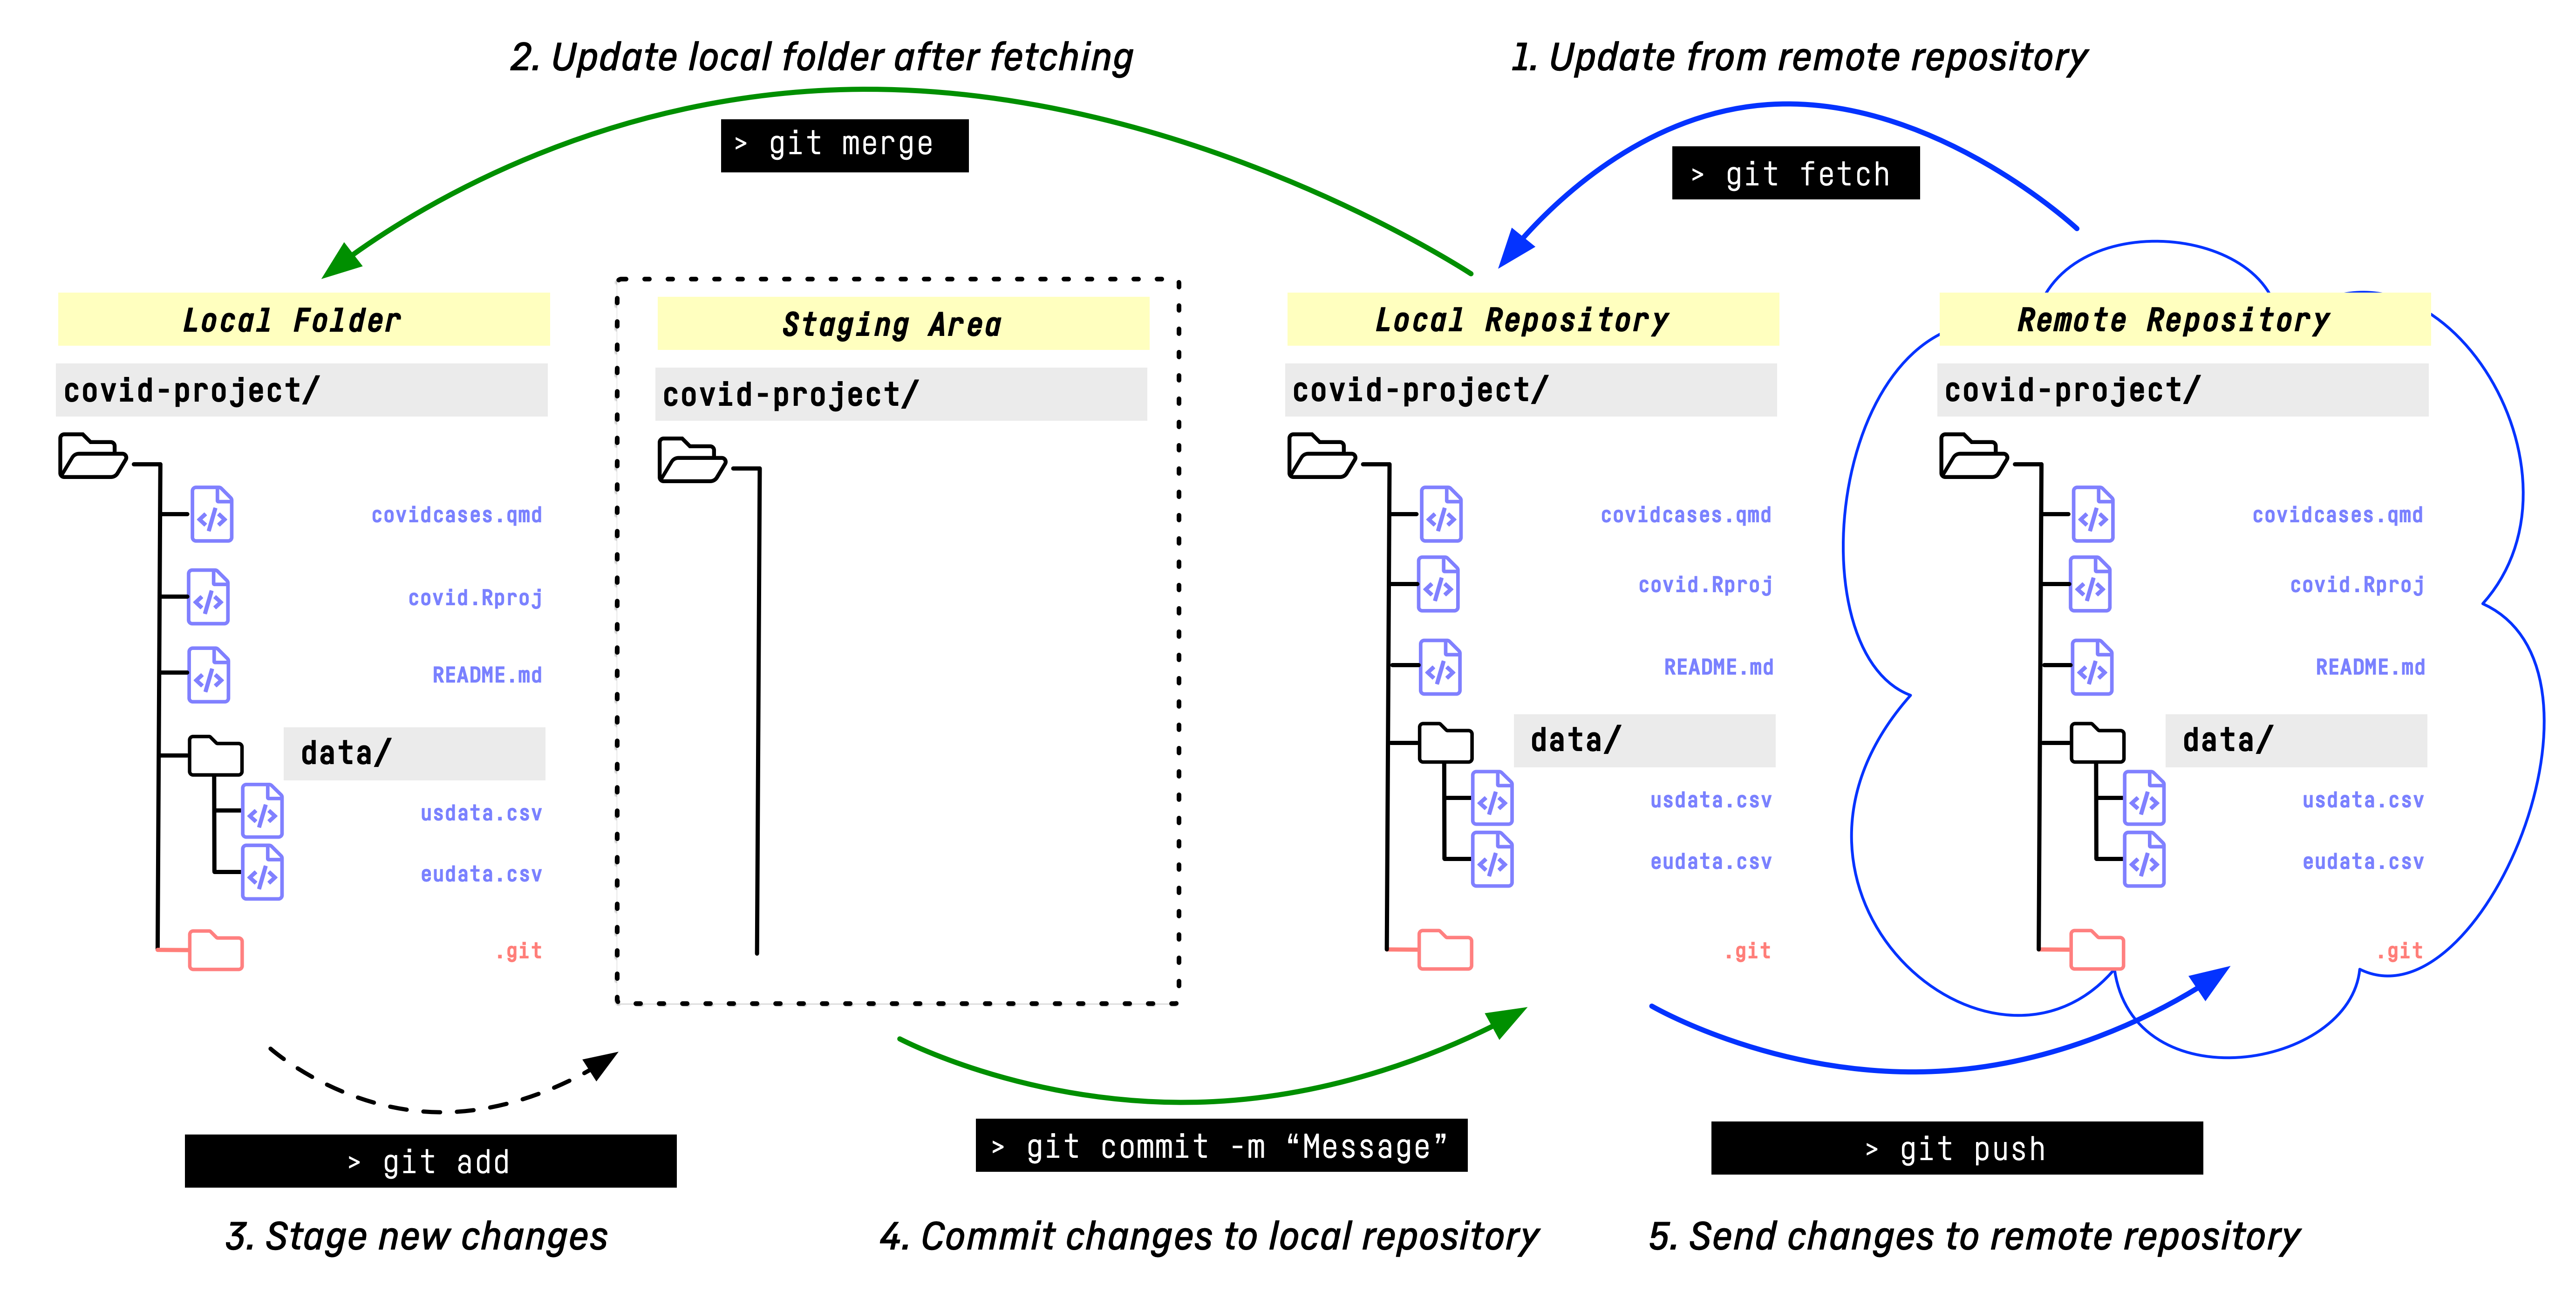 2. Update local folder after fetching
1. Update from remote repository
> git merge
> git fetch
Local Folder
covid-project/
covidcases.qmd
covid.Rproj
README.md
data/
usdata.csv
eudata.csv
.git
Staging Area
covid-project/
Local Repository
covid-project/
covidcases.qmd
covid.Rproj
README.md
data/
usdata.csv
eudata.csv
.git
Remote Repository
covid-project/
covidcases.qmd
covid.Rproj
README.md
data/
usdata.csv
eudata.csv
.git
> git add
3. Stage new changes
> git commit -m “Message”
4. Commit changes to local repository
> git push
5. Send changes to remote repository